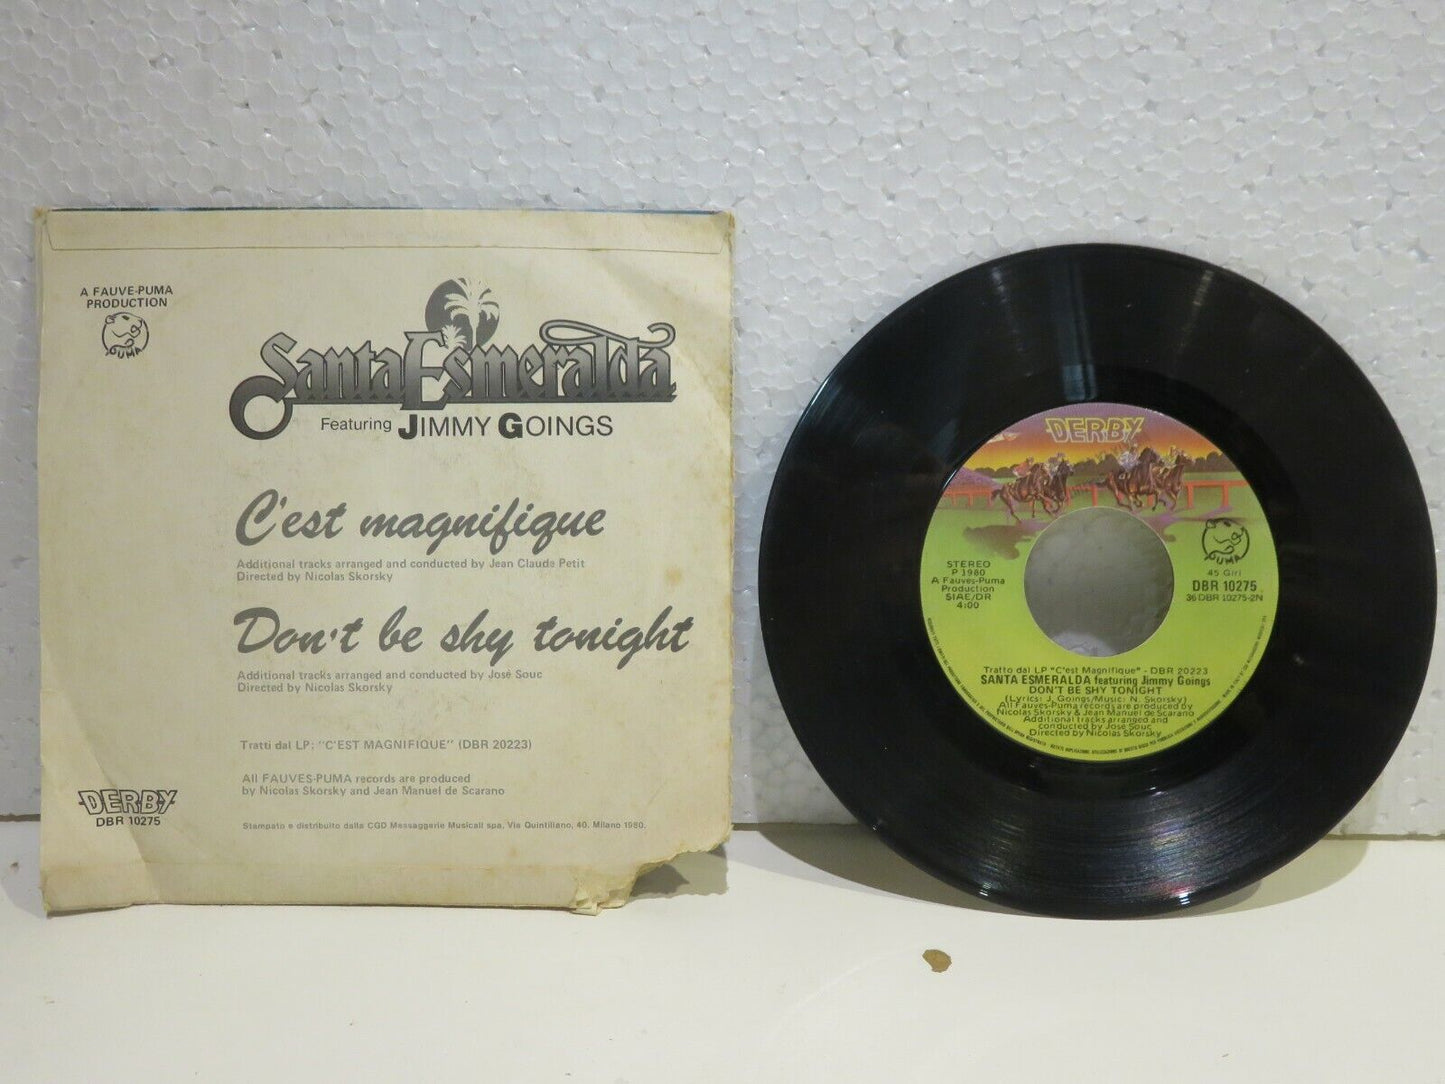 A FAUVE-PUMA
PRODUCTION
PUMA
Santa Esmeralda
Featuring JIMMY GOINGS
C'est magnifique
Additional tracks arranged and conducted by Jean Claude Petit
Directed by Nicolas Skorsky
Don't be shy tonight
Additional tracks arranged and conducted by José Souc
Directed by Nicolas Skorsky
Tratti dal LP: "C'EST MAGNIFIQUE" (DBR 20223)
All FAUVES-PUMA records are produced
by Nicolas Skorsky and Jean Manuel de Scarano
DERBY
DBR 10275
Stampato e distribuito dalla CGD Messaggerie Musicali spa, Via Quintiliano, 40. Milano 1980.
DERBY
STEREO
P 1980
A Fauves-Puma
Production
SIAE/DR
4:00
PUMA
45 Giri
DBR 10275
36 DBR 10275-2N
Tratto dal LP "C'est Magnifique" - DBR 20223
SANTA ESMERALDA featuring Jimmy Goings
DON'T BE SHY TONIGHT
(Lyrics: J. Goings/Music: N. Skorsky)
All Fauves-Puma records are produced by
Nicolas Skorsky & Jean Manuel de Scarano
Additional tracks arranged and
conducted by José Souc
Directed by Nicolas Skorsky